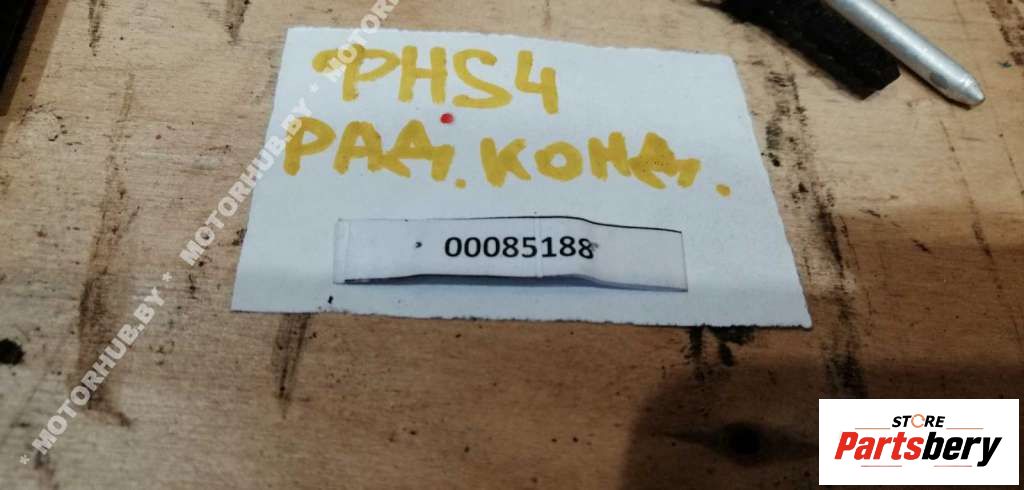 PHS4
РАД. КОНД.
00085188
* MOTORHUB.BY * MOTORHUB.BY * MOTORHUB.BY
STORE
Partsbery